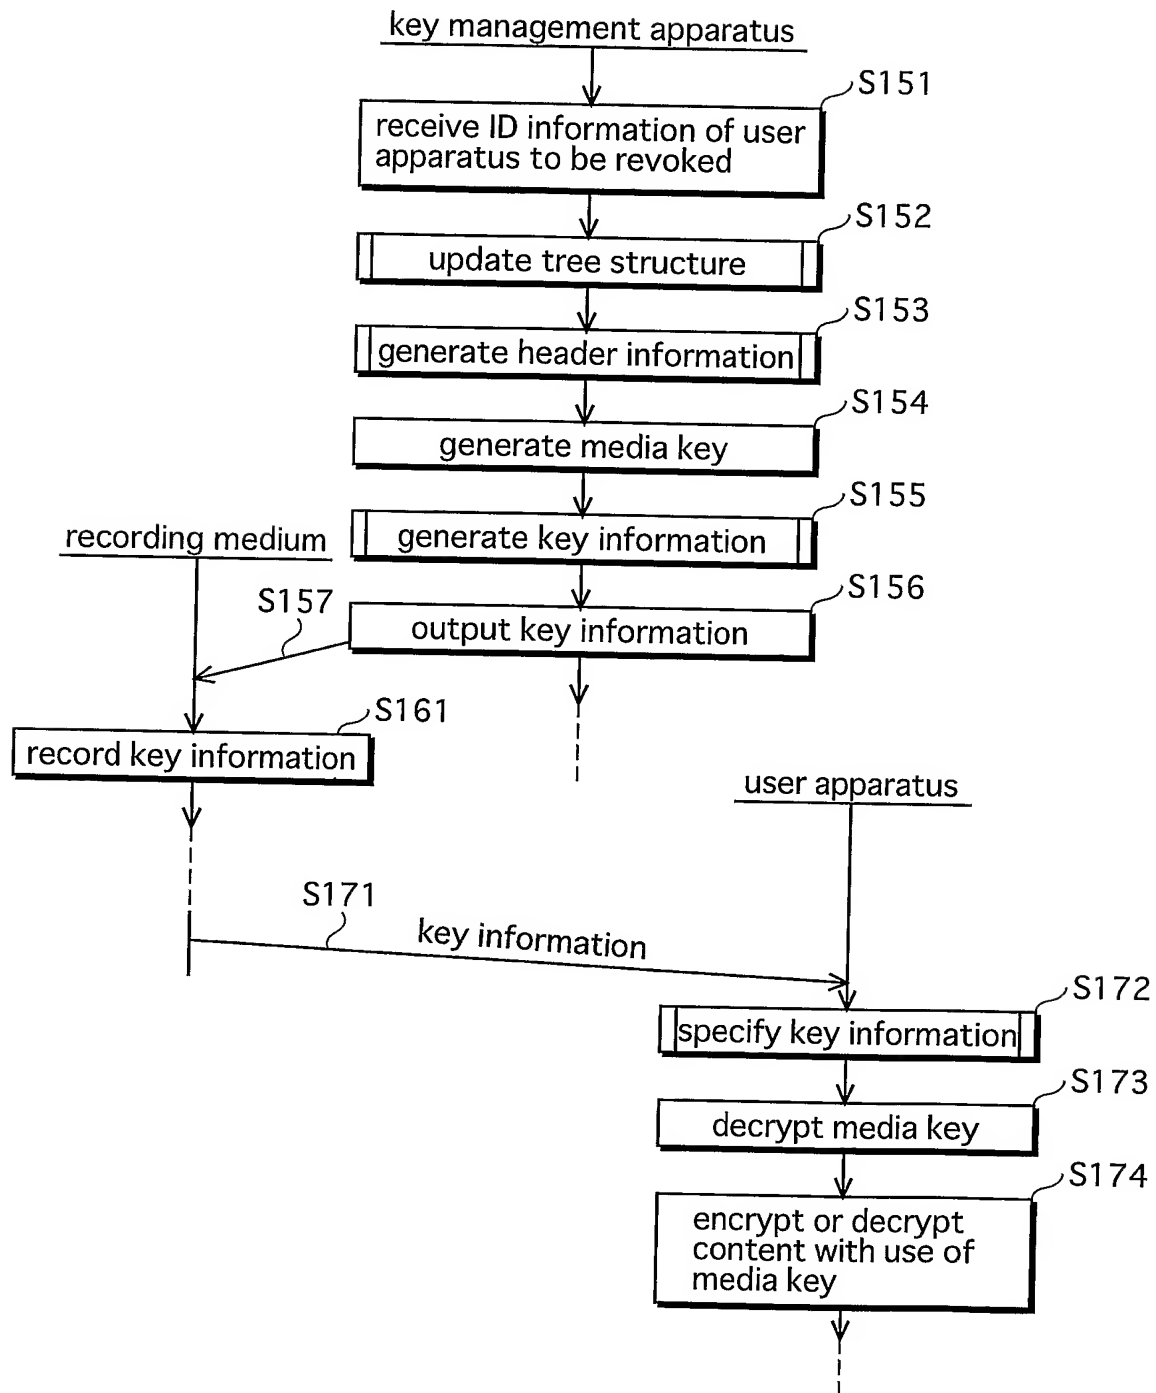 key management apparatus
S151
receive ID information of user
apparatus to be revoked
S152
update tree structure
S153
generate header information
S154
generate media key
S155
generate key information
recording medium
S156
S157
output key information
S161
record key information
user apparatus
S171
key information
S172
specify key information
S173
decrypt media key
S174
encrypt or decrypt
content with use of
media key